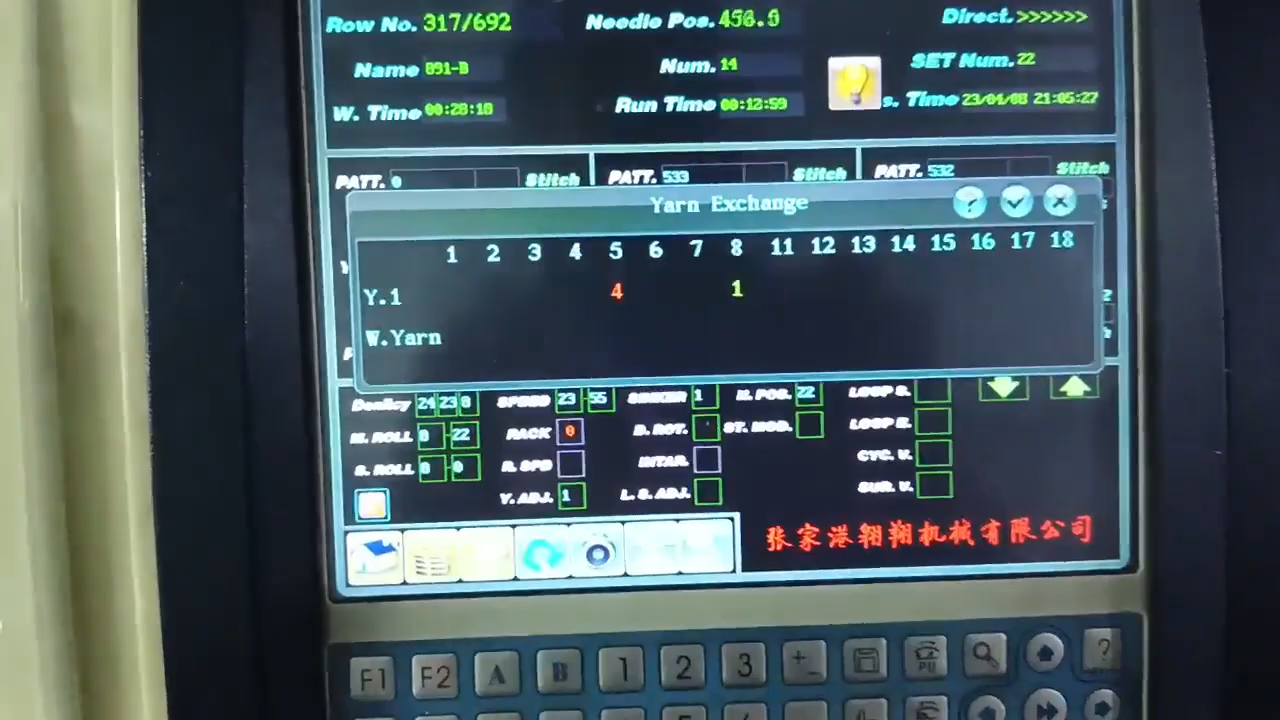 Row No. 317/692 Needle Pos. 456.5 Direct. >>>>>>
Name 891-B Num. 14 SET Num. 22
W. Time 00:28:18 Run Time 00:12:59 s. Time 23/04/08 21:05:27
PATT. 0 Stitch PATT. 533 Stitch PATT. 532 Stitch
Yarn Exchange
1 2 3 4 5 6 7 8 11 12 13 14 15 16 17 18
Y.1 4 1
W.Yarn
24 23 8 SPEED 23 - 55 1 M. POS. 22 LOOP S.
M. ROLL 0 - 22 RACK 0 D. ROT. ST. MOD. LOOP E.
S. ROLL 0 - 0 R. SPD INTAR. CYC. V.
Y. ADJ. 1 L. S. ADJ. SUR. V.
张家港翱翔机械有限公司
F1 F2 A B 1 2 3 +- PU ?